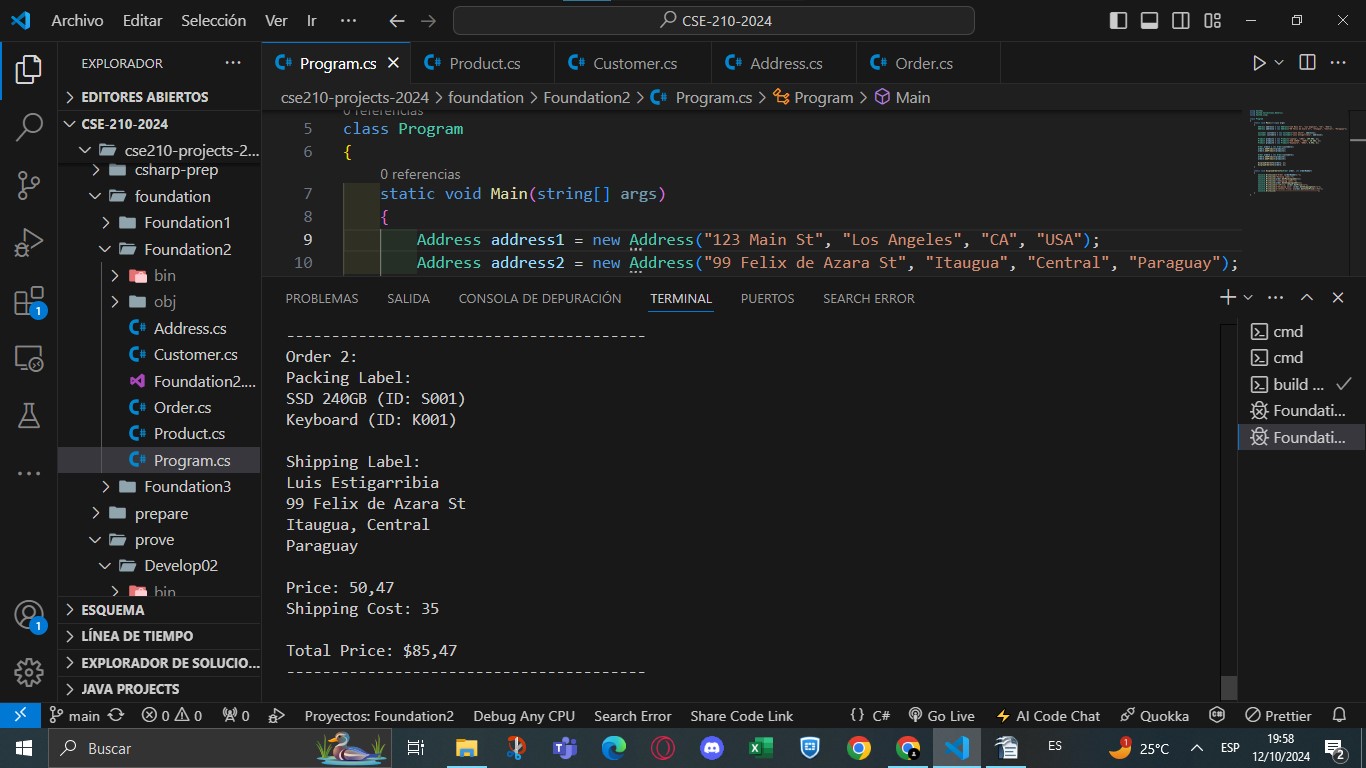 Archivo Editar Selección Ver Ir ··· CSE-210-2024
EXPLORADOR ···
EDITORES ABIERTOS
CSE-210-2024
cse210-projects-2...
csharp-prep
foundation
Foundation1
Foundation2
bin
obj
Address.cs
Customer.cs
Foundation2....
Order.cs
Product.cs
Program.cs
Foundation3
prepare
prove
Develop02
bin
ESQUEMA
LÍNEA DE TIEMPO
EXPLORADOR DE SOLUCIO...
JAVA PROJECTS
Program.cs Product.cs Customer.cs Address.cs Order.cs
cse210-projects-2024 > foundation > Foundation2 > Program.cs > Program > Main
0 referencias
5 class Program
6 {
0 referencias
7 static void Main(string[] args)
8 {
9 Address address1 = new Address("123 Main St", "Los Angeles", "CA", "USA");
10 Address address2 = new Address("99 Felix de Azara St", "Itaugua", "Central", "Paraguay");
PROBLEMAS SALIDA CONSOLA DE DEPURACIÓN TERMINAL PUERTOS SEARCH ERROR
----------------------------------------
Order 2:
Packing Label:
SSD 240GB (ID: S001)
Keyboard (ID: K001)
Shipping Label:
Luis Estigarribia
99 Felix de Azara St
Itaugua, Central
Paraguay
Price: 50,47
Shipping Cost: 35
Total Price: $85,47
----------------------------------------
cmd
cmd
build ...
Foundati...
Foundati...
1
1
main 0 0 0 Proyectos: Foundation2 Debug Any CPU Search Error Share Code Link {} C# Go Live AI Code Chat Quokka Prettier
Buscar ES 1 25°C ESP 19:58
12/10/2024 2